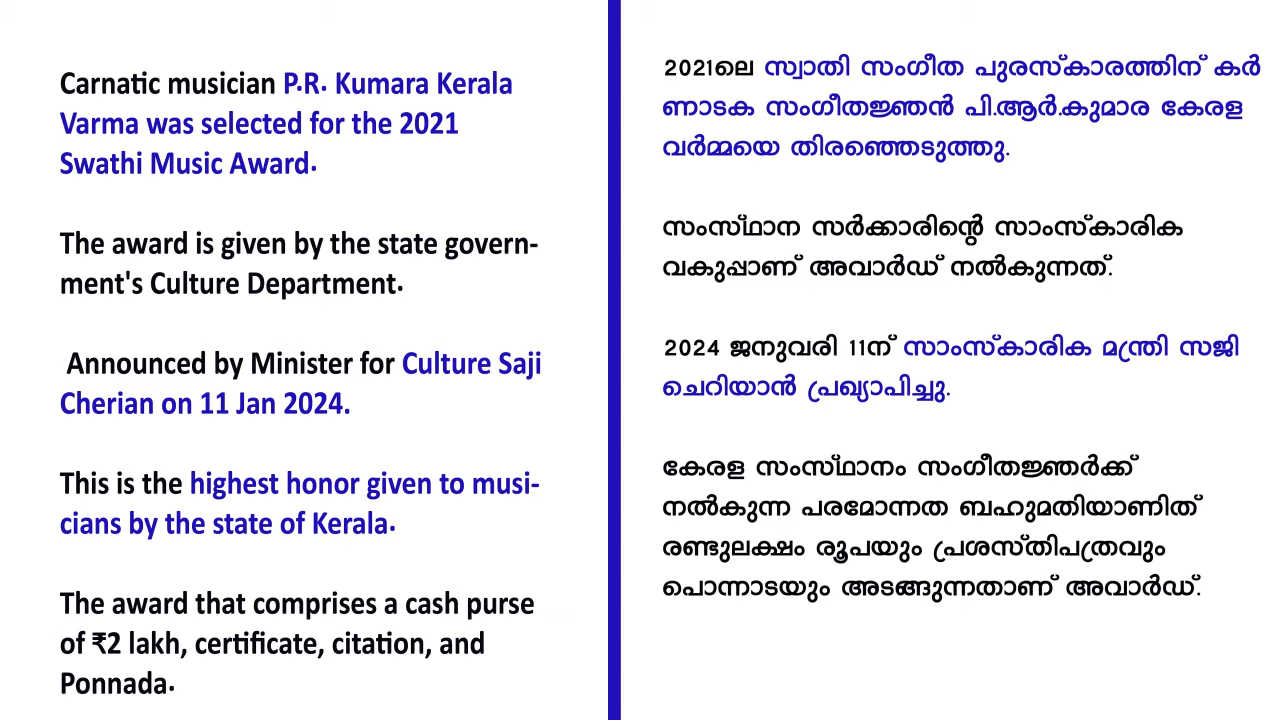 Carnatic musician P.R. Kumara Kerala
Varma was selected for the 2021
Swathi Music Award.
The award is given by the state govern-
ment's Culture Department.
Announced by Minister for Culture Saji
Cherian on 11 Jan 2024.
This is the highest honor given to musi-
cians by the state of Kerala.
The award that comprises a cash purse
of ₹2 lakh, certificate, citation, and
Ponnada.
2021ലെ സ്വാതി സംഗീത പുരസ്കാരത്തിന് കർ
ണാടക സംഗീതജ്ഞൻ പി.ആർ.കുമാര കേരള
വർമ്മയെ തിരഞ്ഞെടുത്തു.
സംസ്ഥാന സർക്കാരിന്റെ സാംസ്കാരിക
വകുപ്പാണ് അവാർഡ് നൽകുന്നത്.
2024 ജനുവരി 11ന് സാംസ്കാരിക മന്ത്രി സജി
ചെറിയാൻ പ്രഖ്യാപിച്ചു.
കേരള സംസ്ഥാനം സംഗീതജ്ഞർക്ക്
നൽകുന്ന പരമോന്നത ബഹുമതിയാണിത്
രണ്ടുലക്ഷം രൂപയും പ്രശസ്തിപത്രവും
പൊന്നാടയും അടങ്ങുന്നതാണ് അവാർഡ്.